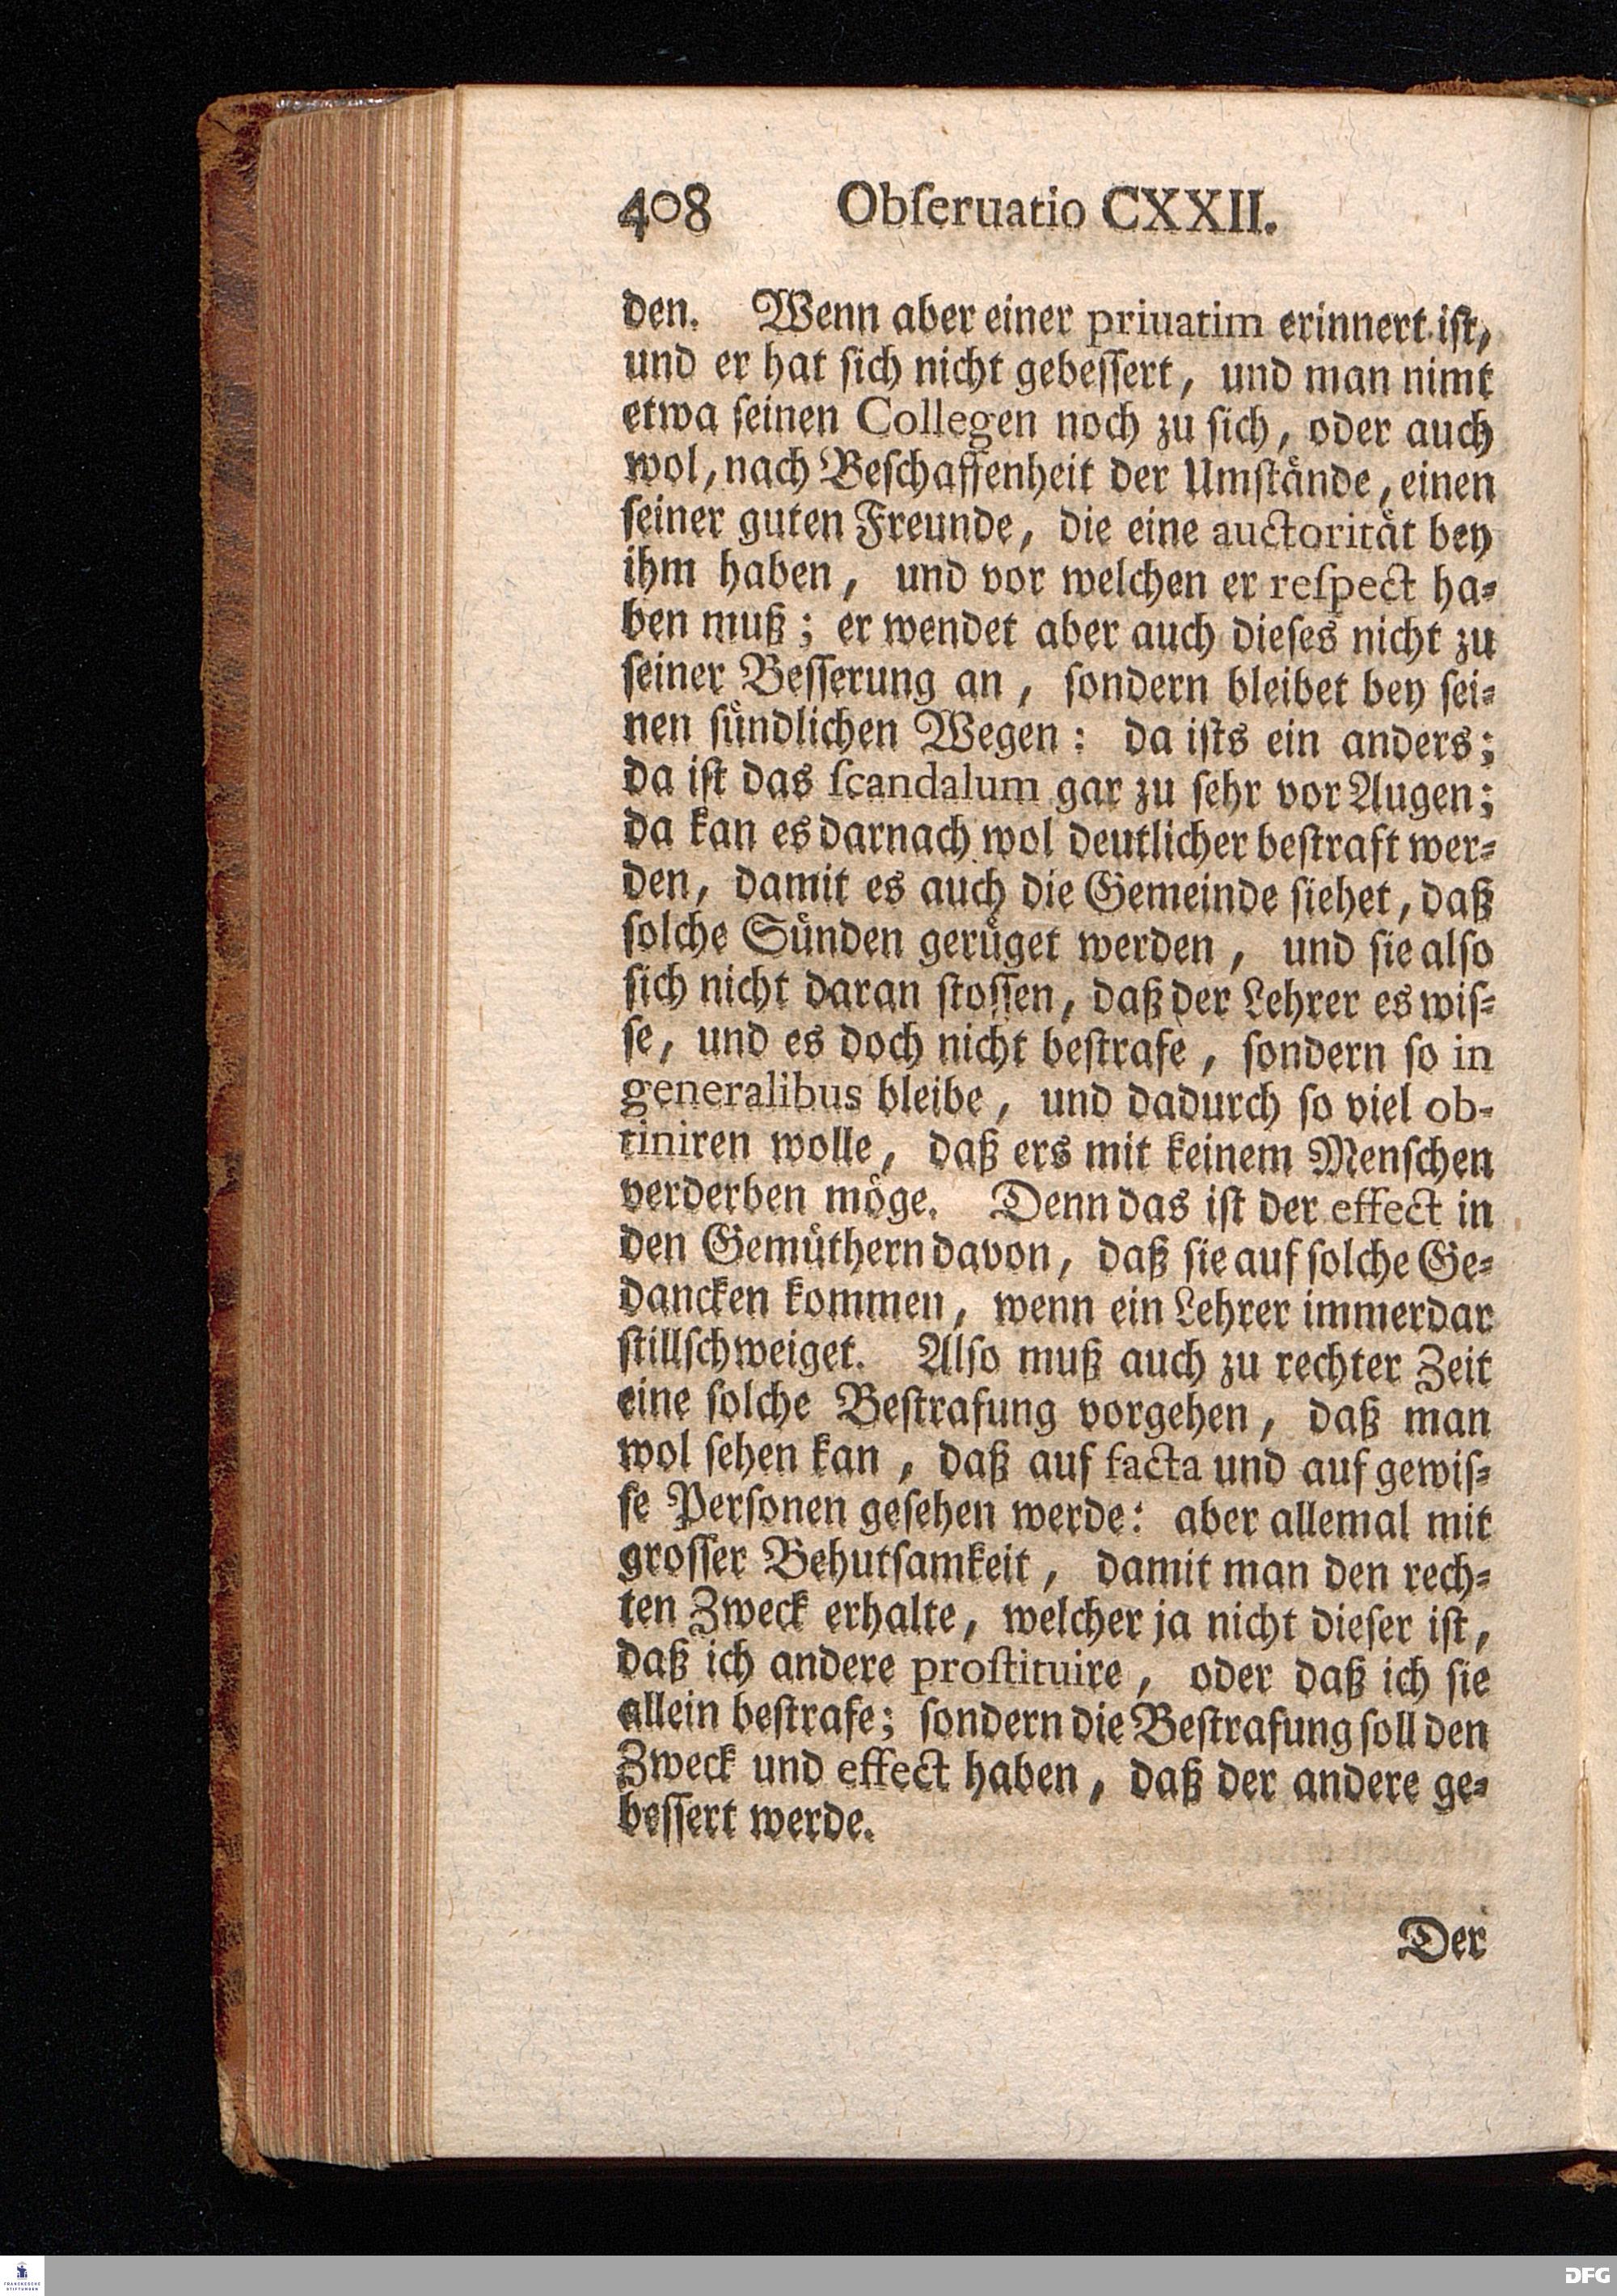 408 Obſeruatio CXXII.
den. Wenn aber einer priuatim erinnert iſt,
und er hat ſich nicht gebeſſert, und man nimt
etwa ſeinen Collegen noch zu ſich, oder auch
wol, nach Beſchaffenheit der Umſtände, einen
ſeiner guten Freunde, die eine auctorität bey
ihm haben, und vor welchen er reſpect ha-
ben muß; er wendet aber auch dieſes nicht zu
ſeiner Beſſerung an, ſondern bleibet bey ſei-
nen ſündlichen Wegen: da iſts ein anders;
da iſt das ſcandalum gar zu ſehr vor Augen;
da kan es darnach wol deutlicher beſtraft wer-
den, damit es auch die Gemeinde ſiehet, daß
ſolche Sünden gerüget werden, und ſie alſo
ſich nicht daran ſtoſſen, daß der Lehrer es wiſ-
ſe, und es doch nicht beſtrafe, ſondern ſo in
generalibus bleibe, und dadurch ſo viel ob-
tiniren wolle, daß ers mit keinem Menſchen
verderben möge. Denn das iſt der effect in
den Gemüthern davon, daß ſie auf ſolche Ge-
dancken kommen, wenn ein Lehrer immerdar
ſtillſchweiget. Alſo muß auch zu rechter Zeit
eine ſolche Beſtrafung vorgehen, daß man
wol ſehen kan, daß auf facta und auf gewiſ-
ſe Perſonen geſehen werde: aber allemal mit
groſſer Behutſamkeit, damit man den rech-
ten Zweck erhalte, welcher ja nicht dieſer iſt,
daß ich andere proſtituire, oder daß ich ſie
allein beſtrafe; ſondern die Beſtrafung ſoll den
Zweck und effect haben, daß der andere ge-
beſſert werde.
Der
FRANCKESCHE
STIFTUNGEN
DFG